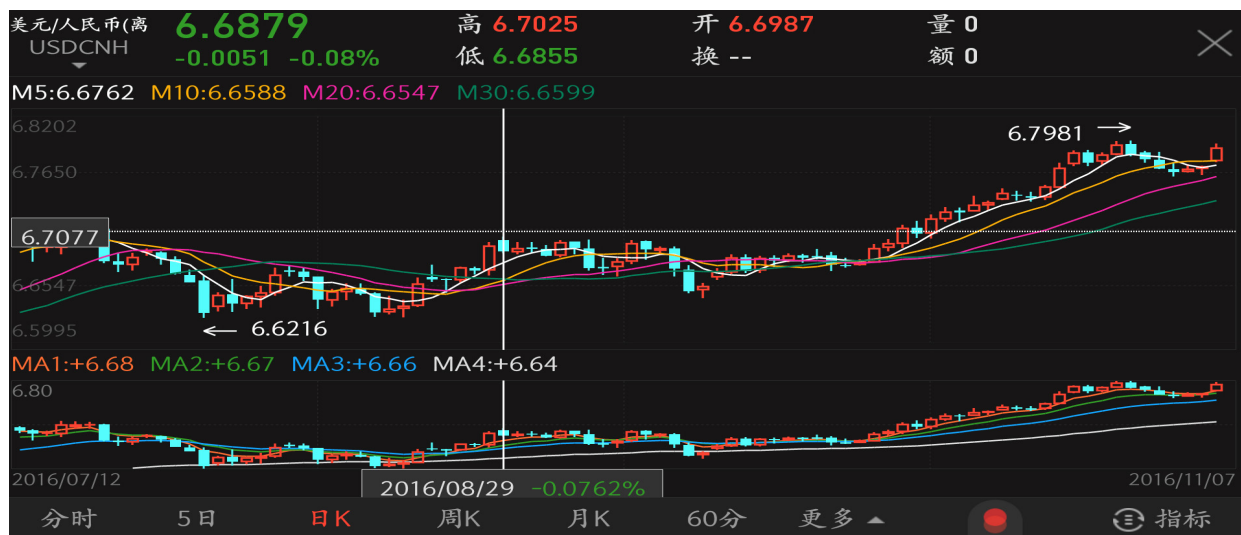 美元/人民币(离 6.6879 高 6.7025 开 6.6987 量 0
USDCNH -0.0051 -0.08% 低 6.6855 换 -- 额 0
M5:6.6762 M10:6.6588 M20:6.6547 M30:6.6599
6.8202
6.7981
6.7650
6.7077
6.6547
6.6216
6.5995
MA1:+6.68 MA2:+6.67 MA3:+6.66 MA4:+6.64
6.80
2016/07/12 2016/11/07
2016/08/29 -0.0762%
分时 5日 日K 周K 月K 60分 更多 指标